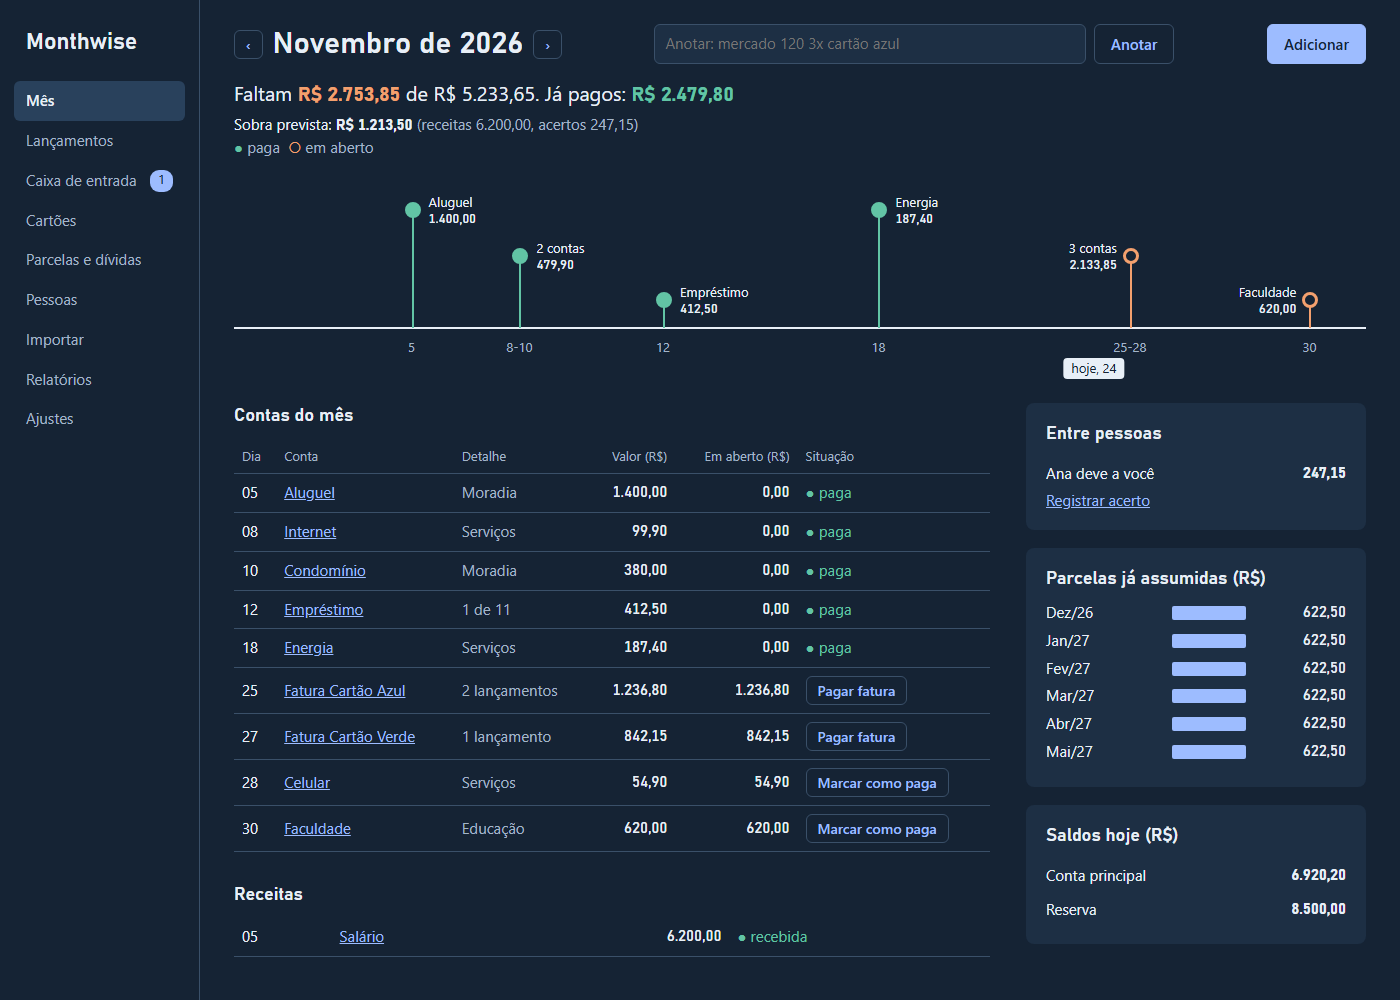 Monthwise
Mês
Lançamentos
Caixa de entrada 1
Cartões
Parcelas e dívidas
Pessoas
Importar
Relatórios
Ajustes
‹ Novembro de 2026 ›
Anotar: mercado 120 3x cartão azul
Anotar
Adicionar
Faltam R$ 2.753,85 de R$ 5.233,65. Já pagos: R$ 2.479,80
Sobra prevista: R$ 1.213,50 (receitas 6.200,00, acertos 247,15)
paga em aberto
Aluguel
1.400,00
2 contas
479,90
Empréstimo
412,50
Energia
187,40
3 contas
2.133,85
Faculdade
620,00
5 8-10 12 18 25-28 30
hoje, 24
Contas do mês
Dia Conta Detalhe Valor (R$) Em aberto (R$) Situação
05 Aluguel Moradia 1.400,00 0,00 paga
08 Internet Serviços 99,90 0,00 paga
10 Condomínio Moradia 380,00 0,00 paga
12 Empréstimo 1 de 11 412,50 0,00 paga
18 Energia Serviços 187,40 0,00 paga
25 Fatura Cartão Azul 2 lançamentos 1.236,80 1.236,80 Pagar fatura
27 Fatura Cartão Verde 1 lançamento 842,15 842,15 Pagar fatura
28 Celular Serviços 54,90 54,90 Marcar como paga
30 Faculdade Educação 620,00 620,00 Marcar como paga
Receitas
05 Salário 6.200,00 recebida
Entre pessoas
Ana deve a você 247,15
Registrar acerto
Parcelas já assumidas (R$)
Dez/26 622,50
Jan/27 622,50
Fev/27 622,50
Mar/27 622,50
Abr/27 622,50
Mai/27 622,50
Saldos hoje (R$)
Conta principal 6.920,20
Reserva 8.500,00